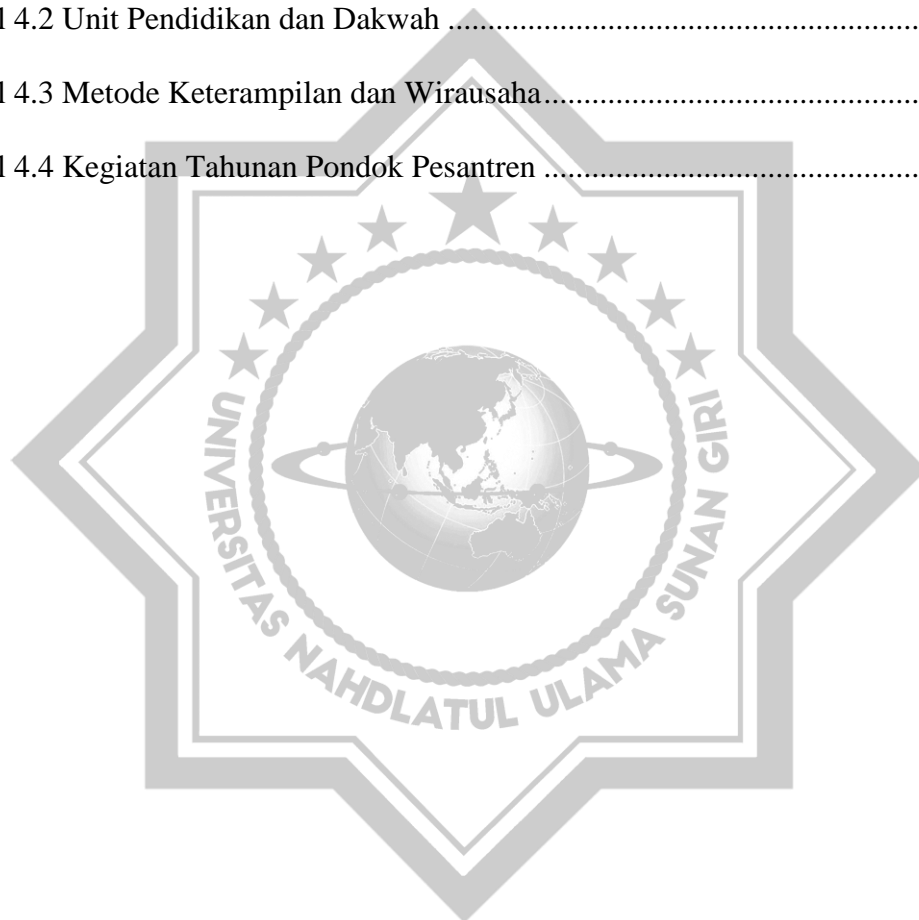 l 4.2 Unit Pendidikan dan Dakwah ........................................................
l 4.3 Metode Keterampilan dan Wirausaha.............................................
l 4.4 Kegiatan Tahunan Pondok Pesantren .............................................
UNIVERSITAS NAHDLATUL ULAMA SUNAN GIRI